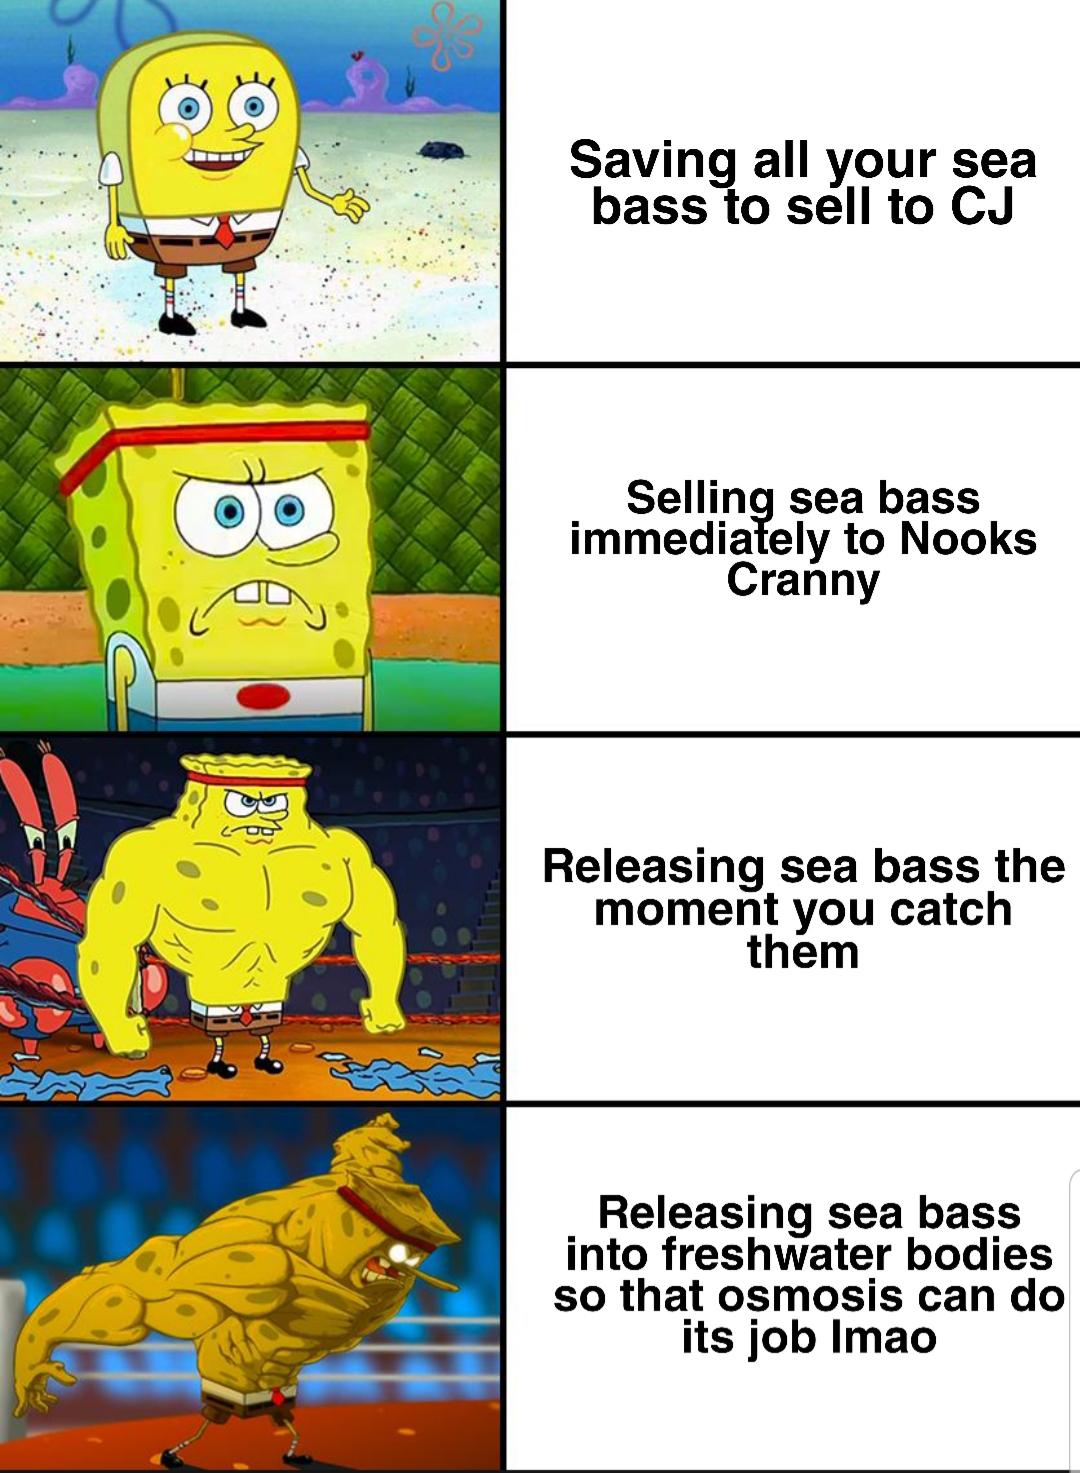 Saving all your sea
bass to sell to CJ
Selling sea bass
immediately to Nooks
Cranny
Releasing sea bass the
moment you catch
them
Releasing sea bass
into freshwater bodies
so that osmosis can do
its job lmao